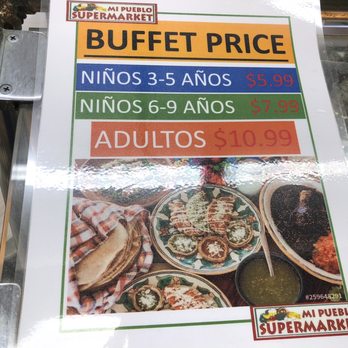 MI PUEBLO
SUPERMARKET
BUFFET PRICE
NIÑOS 3-5 AÑOS $5.99
NIÑOS 6-9 AÑOS $7.99
ADULTOS $10.99
#259648291
MI PUEBLO
SUPERMARKET